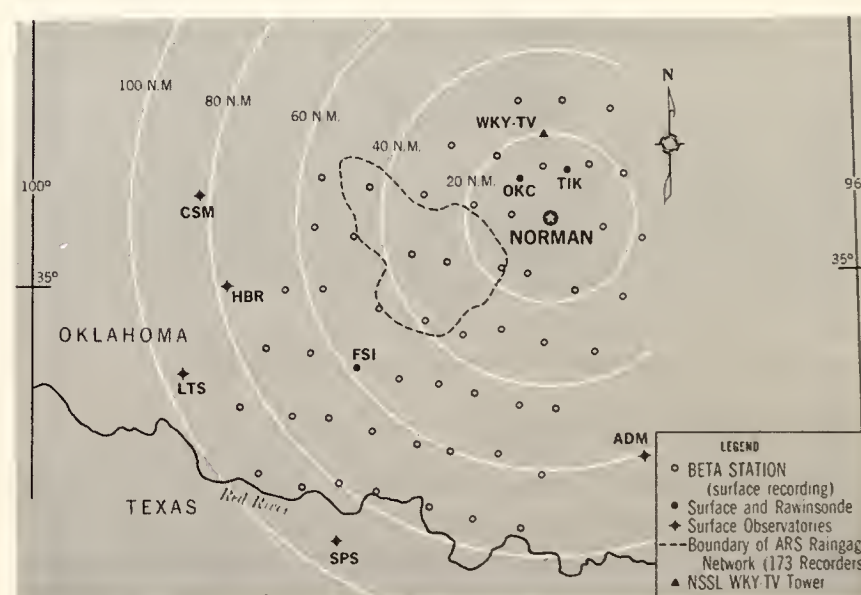 100 N.M
80 N.M
60 N.M.
40 N.M.
20 N.M.
N
WKY-TV
100°
96
CSM
OKC
TIK
NORMAN
35°
35°
HBR
OKLAHOMA
LTS
FSI
ADM
TEXAS
Red River
SPS
LEGEND
BETA STATION
(surface recording)
Surface and Rawinsonde
Surface Observatories
Boundary of ARS Raingag
Network (173 Recorders
NSSL WKY-TV Tower